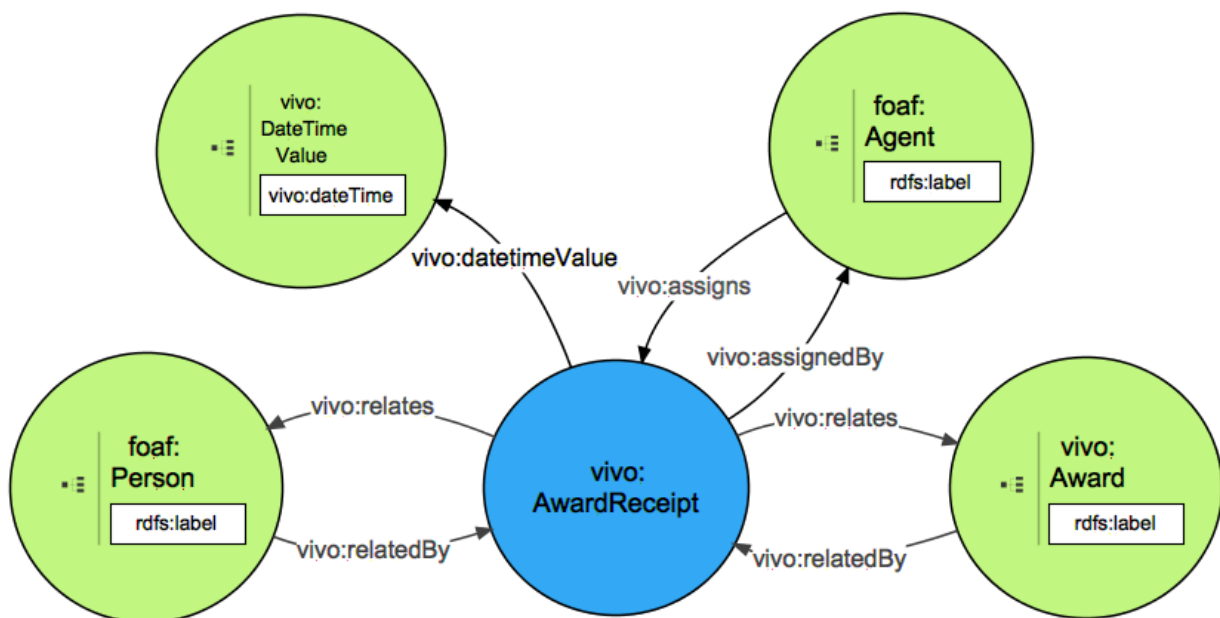 vivo:
DateTime
Value
vivo:dateTime
foaf:
Agent
rdfs:label
vivo:datetimeValue
vivo:assigns
vivo:assignedBy
foaf:
Person
rdfs:label
vivo:relates
vivo:relatedBy
vivo:
AwardReceipt
vivo:relates
vivo:relatedBy
vivo:
Award
rdfs:label